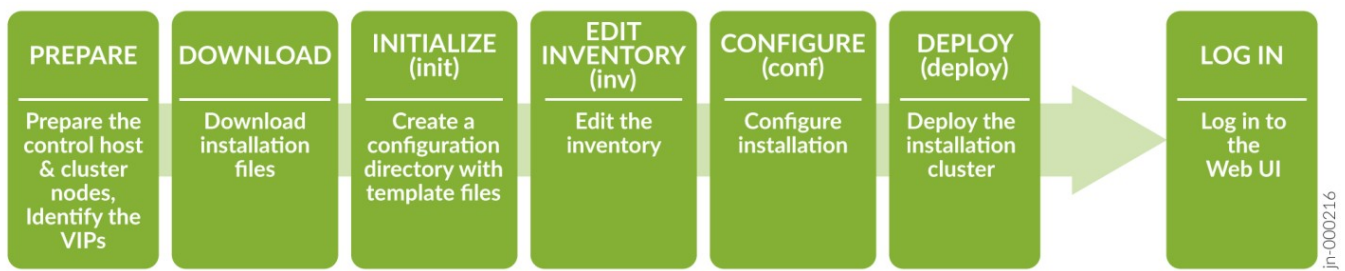 PREPARE
Prepare the
control host
& cluster
nodes,
Identify the
VIPs
DOWNLOAD
Download
installation
files
INITIALIZE
(init)
Create a
configuration
directory with
template files
EDIT
INVENTORY
(inv)
Edit the
inventory
CONFIGURE
(conf)
Configure
installation
DEPLOY
(deploy)
Deploy the
installation
cluster
LOG IN
Log in to
the
Web UI
jn-000216